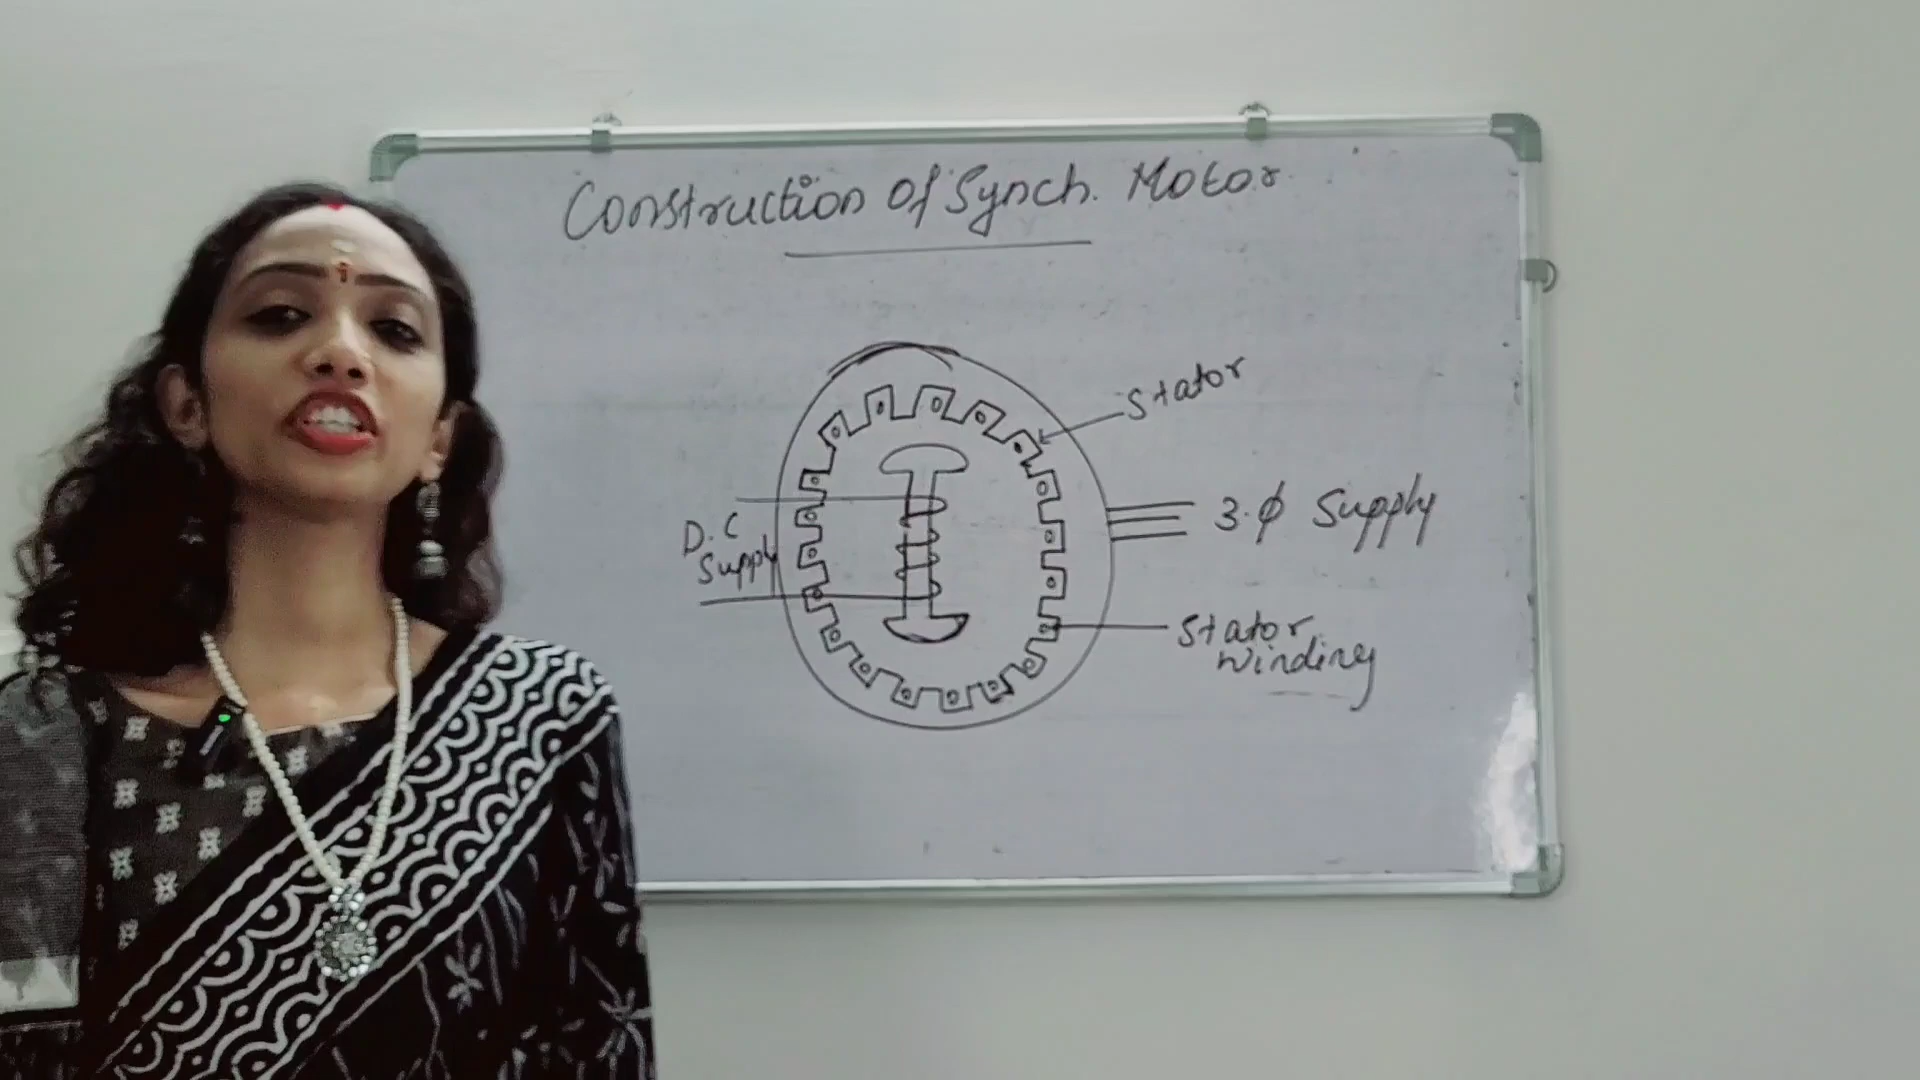 Construction Of Synch. Motor
Stator
3-ϕ Supply
D.C
Supply
Stator
Winding